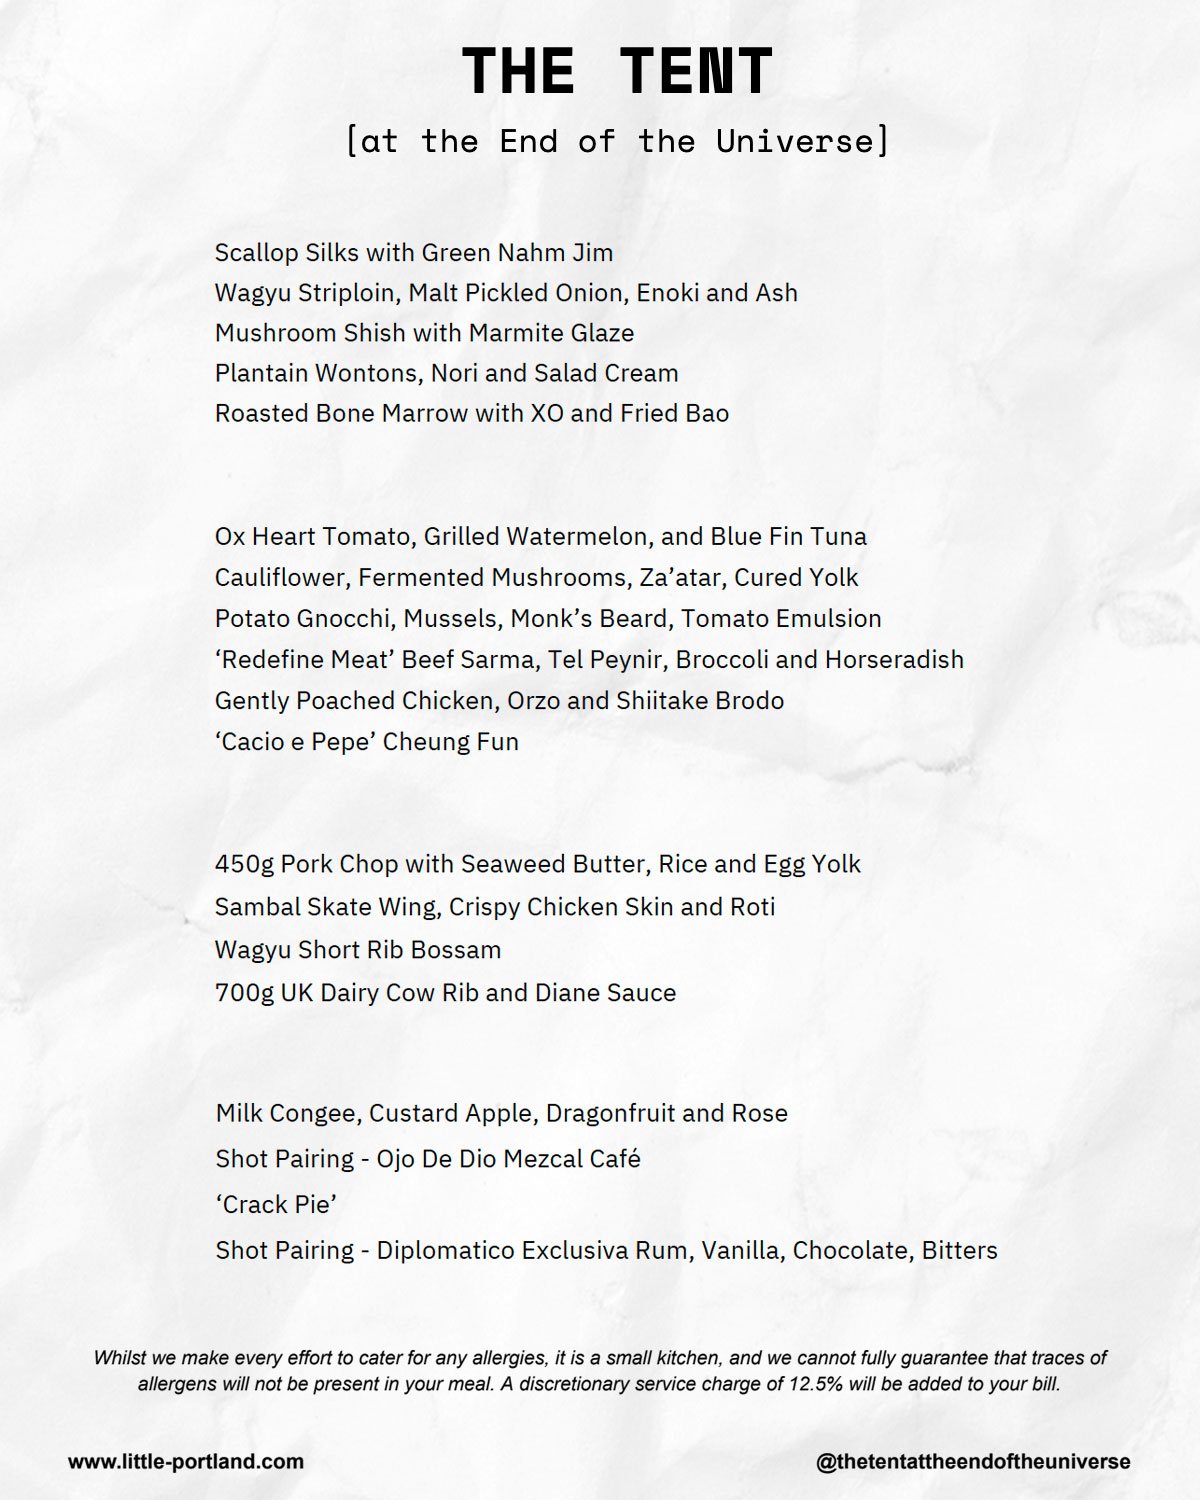 THE TENT
[at the End of the Universe]
Scallop Silks with Green Nahm Jim
Wagyu Striploin, Malt Pickled Onion, Enoki and Ash
Mushroom Shish with Marmite Glaze
Plantain Wontons, Nori and Salad Cream
Roasted Bone Marrow with XO and Fried Bao
Ox Heart Tomato, Grilled Watermelon, and Blue Fin Tuna
Cauliflower, Fermented Mushrooms, Za’atar, Cured Yolk
Potato Gnocchi, Mussels, Monk’s Beard, Tomato Emulsion
‘Redefine Meat’ Beef Sarma, Tel Peynir, Broccoli and Horseradish
Gently Poached Chicken, Orzo and Shiitake Brodo
‘Cacio e Pepe’ Cheung Fun
450g Pork Chop with Seaweed Butter, Rice and Egg Yolk
Sambal Skate Wing, Crispy Chicken Skin and Roti
Wagyu Short Rib Bossam
700g UK Dairy Cow Rib and Diane Sauce
Milk Congee, Custard Apple, Dragonfruit and Rose
Shot Pairing - Ojo De Dio Mezcal Café
‘Crack Pie’
Shot Pairing - Diplomatico Exclusiva Rum, Vanilla, Chocolate, Bitters
Whilst we make every effort to cater for any allergies, it is a small kitchen, and we cannot fully guarantee that traces of
allergens will not be present in your meal. A discretionary service charge of 12.5% will be added to your bill.
www.little-portland.com
@thetentattheendoftheuniverse